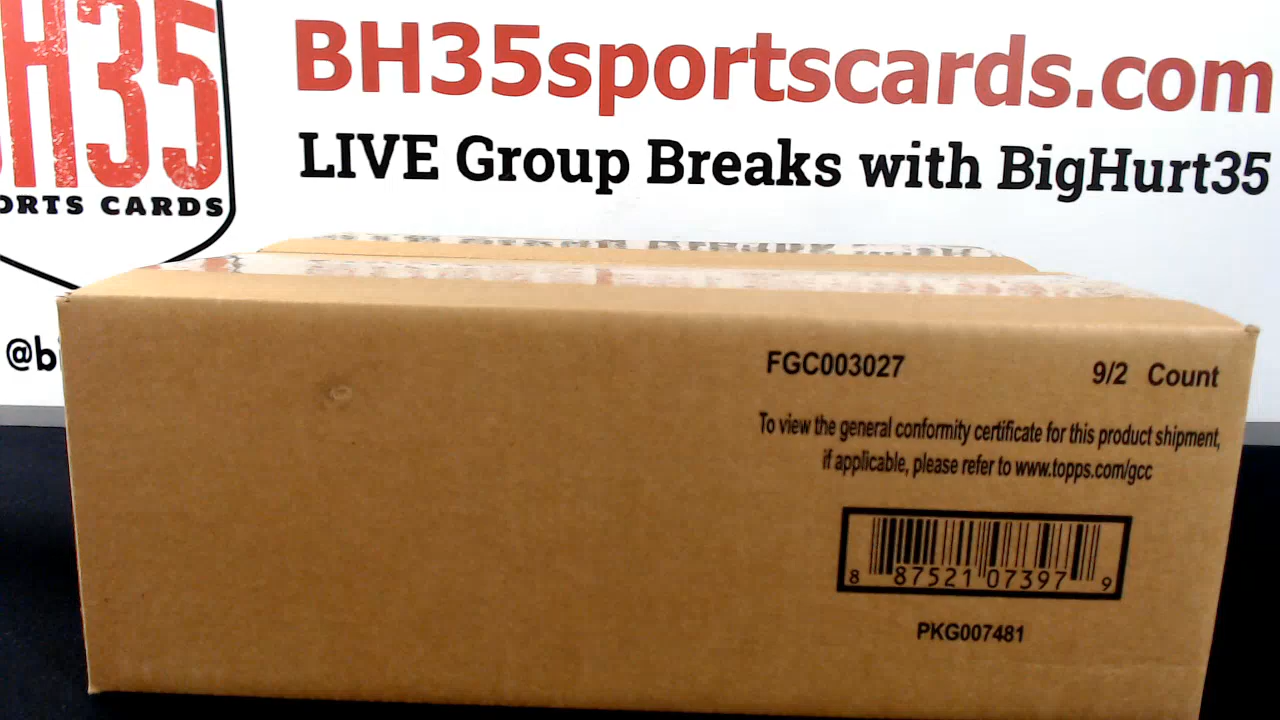 BH35sportscards.com
LIVE Group Breaks with BigHurt35
H35
ORTS CARDS
@b
FGC003027
9/2 Count
To view the general conformity certificate for this product shipment,
if applicable, please refer to www.topps.com/gcc
8 87521 07397 9
PKG007481